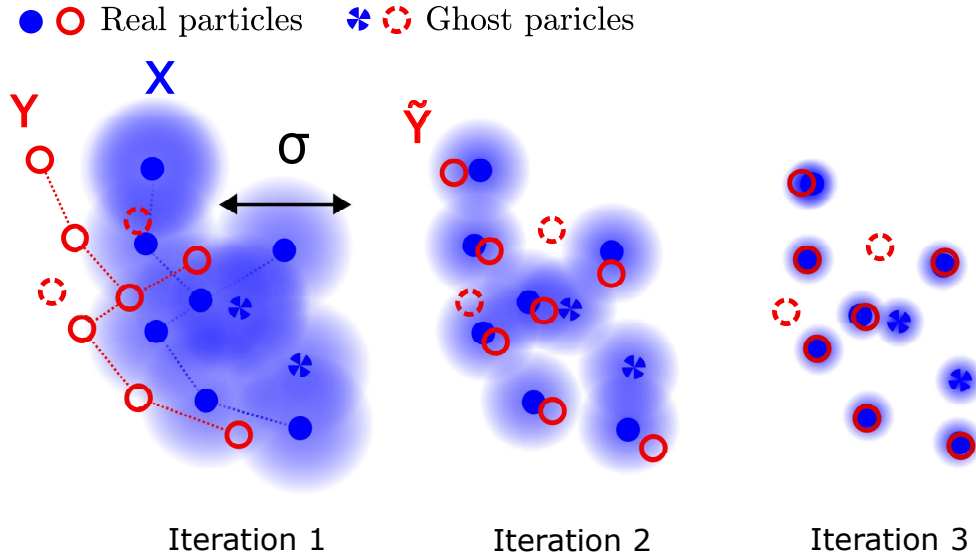 Real particles Ghost paricles
X
Y
σ
Ỹ
Iteration 1 Iteration 2 Iteration 3